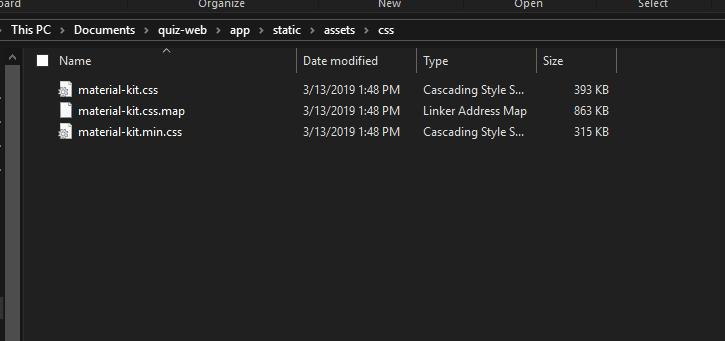 oard Organize New Open Select
This PC Documents quiz-web app static assets css
Name Date modified Type Size
material-kit.css 3/13/2019 1:48 PM Cascading Style S... 393 KB
material-kit.css.map 3/13/2019 1:48 PM Linker Address Map 863 KB
material-kit.min.css 3/13/2019 1:48 PM Cascading Style S... 315 KB